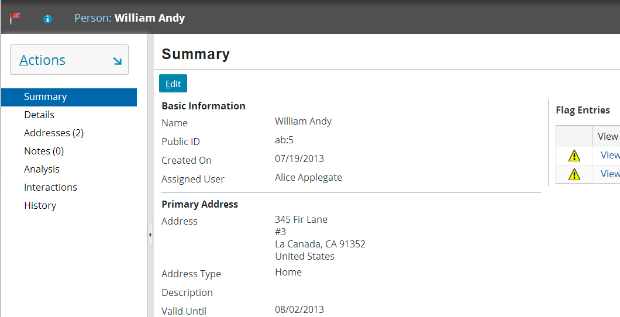 Person: William Andy
Actions
Summary
Details
Addresses (2)
Notes (0)
Analysis
Interactions
History
Summary
Edit
Basic Information
Name William Andy
Public ID ab:5
Created On 07/19/2013
Assigned User Alice Applegate
Primary Address
Address 345 Fir Lane
#3
La Canada, CA 91352
United States
Address Type Home
Description
Valid Until 08/02/2013
Flag Entries
View
View
View